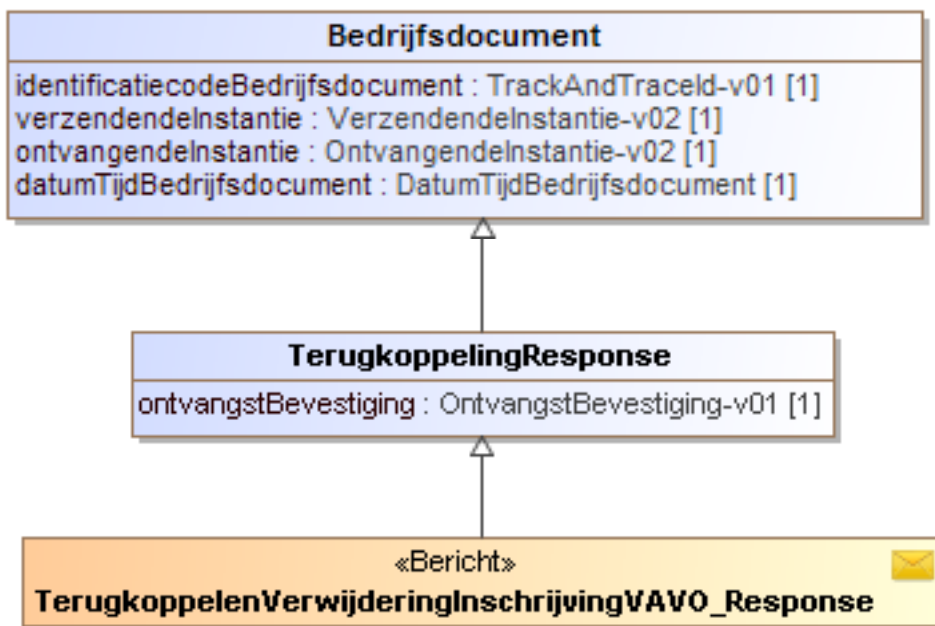 Bedrijfsdocument
identificatiecodeBedrijfsdocument : TrackAndTraceId-v01 [1]
verzendendeInstantie : VerzendendeInstantie-v02 [1]
ontvangendeInstantie : OntvangendeInstantie-v02 [1]
datumTijdBedrijfsdocument : DatumTijdBedrijfsdocument [1]
TerugkoppelingResponse
ontvangstBevestiging : OntvangstBevestiging-v01 [1]
«Bericht»
TerugkoppelenVerwijderingInschrijvingVAVO_Response